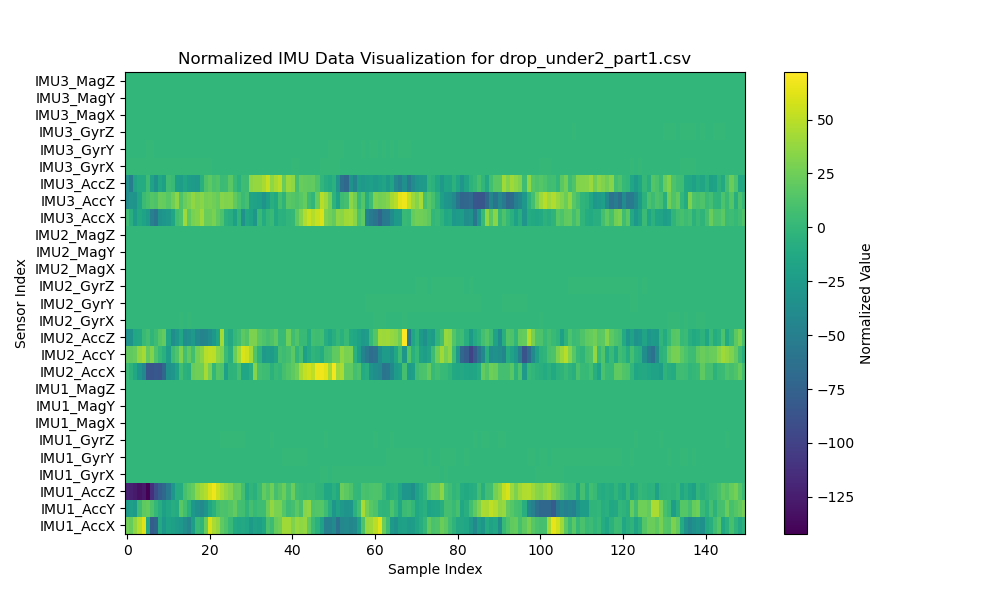 Normalized IMU Data Visualization for drop_under2_part1.csv
Sensor Index
IMU3_MagZ
IMU3_MagY
IMU3_MagX
IMU3_GyrZ
IMU3_GyrY
IMU3_GyrX
IMU3_AccZ
IMU3_AccY
IMU3_AccX
IMU2_MagZ
IMU2_MagY
IMU2_MagX
IMU2_GyrZ
IMU2_GyrY
IMU2_GyrX
IMU2_AccZ
IMU2_AccY
IMU2_AccX
IMU1_MagZ
IMU1_MagY
IMU1_MagX
IMU1_GyrZ
IMU1_GyrY
IMU1_GyrX
IMU1_AccZ
IMU1_AccY
IMU1_AccX
0 20 40 60 80 100 120 140
Sample Index
50
25
0
−25
−50
−75
−100
−125
Normalized Value